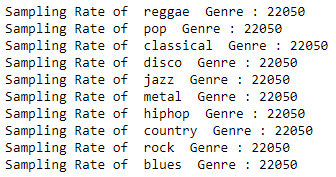 Sampling Rate of  reggae  Genre : 22050
Sampling Rate of  pop  Genre : 22050
Sampling Rate of  classical  Genre : 22050
Sampling Rate of  disco  Genre : 22050
Sampling Rate of  jazz  Genre : 22050
Sampling Rate of  metal  Genre : 22050
Sampling Rate of  hiphop  Genre : 22050
Sampling Rate of  country  Genre : 22050
Sampling Rate of  rock  Genre : 22050
Sampling Rate of  blues  Genre : 22050